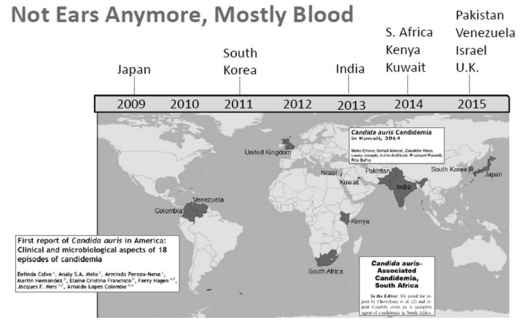 Not Ears Anymore, Mostly Blood
Japan
South
Korea
India
S. Africa
Kenya
Kuwait
Pakistan
Venezuela
Israel
U.K.
2009 2010 2011 2012 2013 2014 2015
Candida auris Candidemia
in Kuwait, 2014
United Kingdom
Israel
Kuwait
Pakistan
India
South Korea
Japan
Venezuela
Colombia
Kenya
South Africa
First report of Candida auris in America:
Clinical and microbiological aspects of 18
episodes of candidemia
Candida auris–
Associated
Candidemia,
South Africa